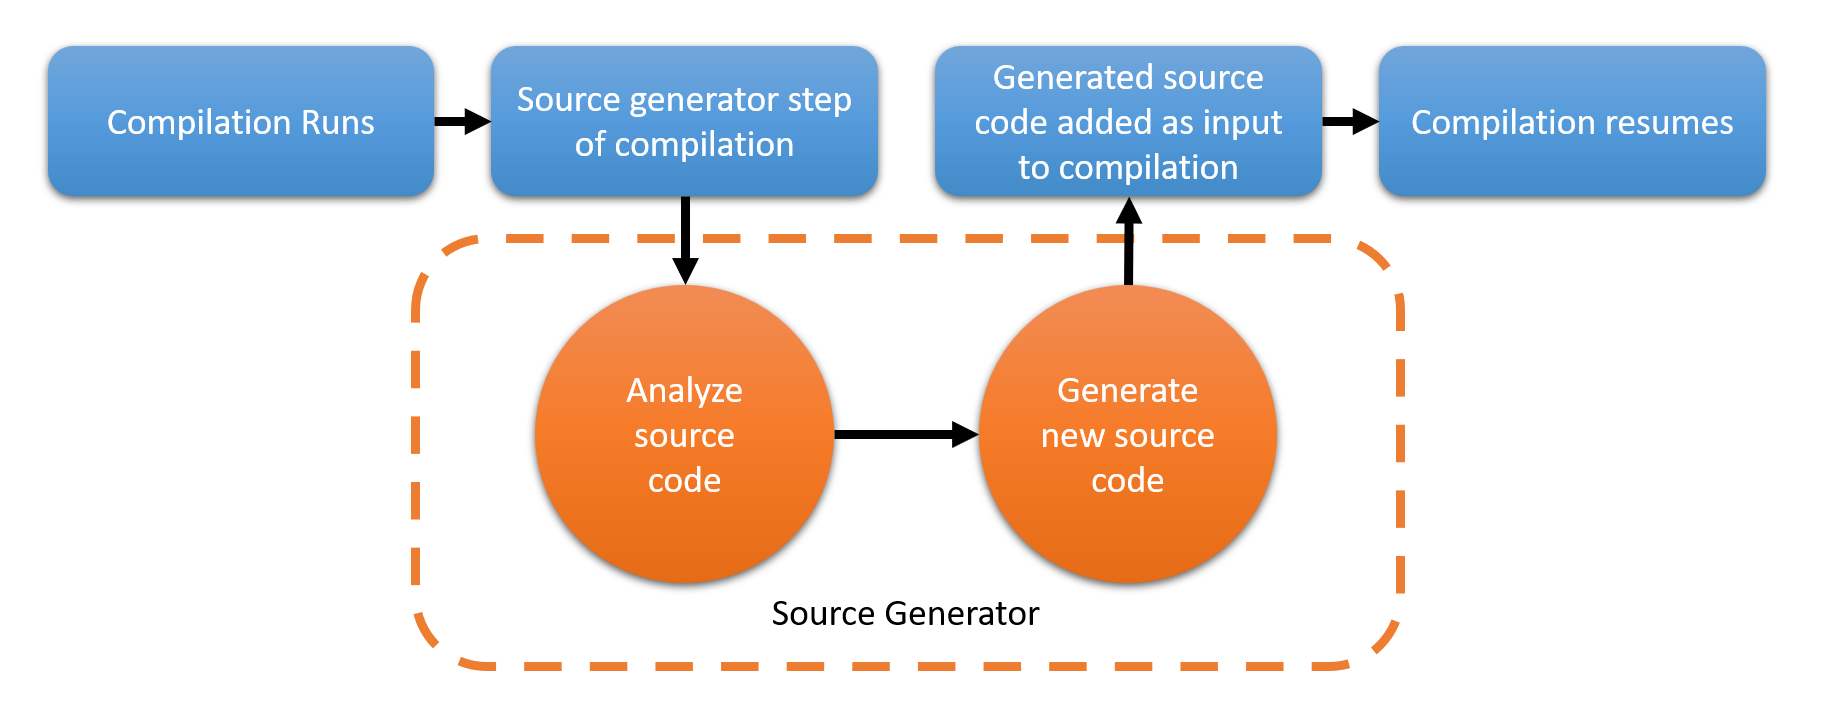 Compilation Runs
Source generator step
of compilation
Generated source
code added as input
to compilation
Compilation resumes
Analyze
source
code
Generate
new source
code
Source Generator